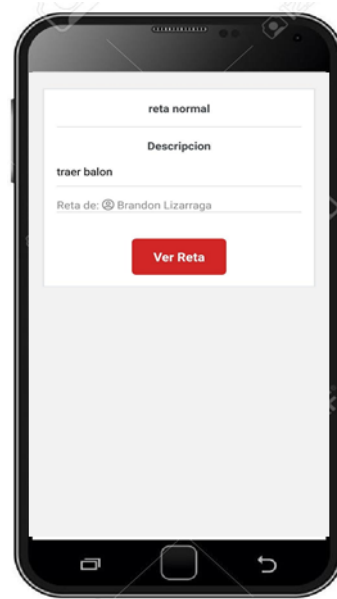 reta normal
Descripcion
traer balon
Reta de: Brandon Lizarraga
Ver Reta